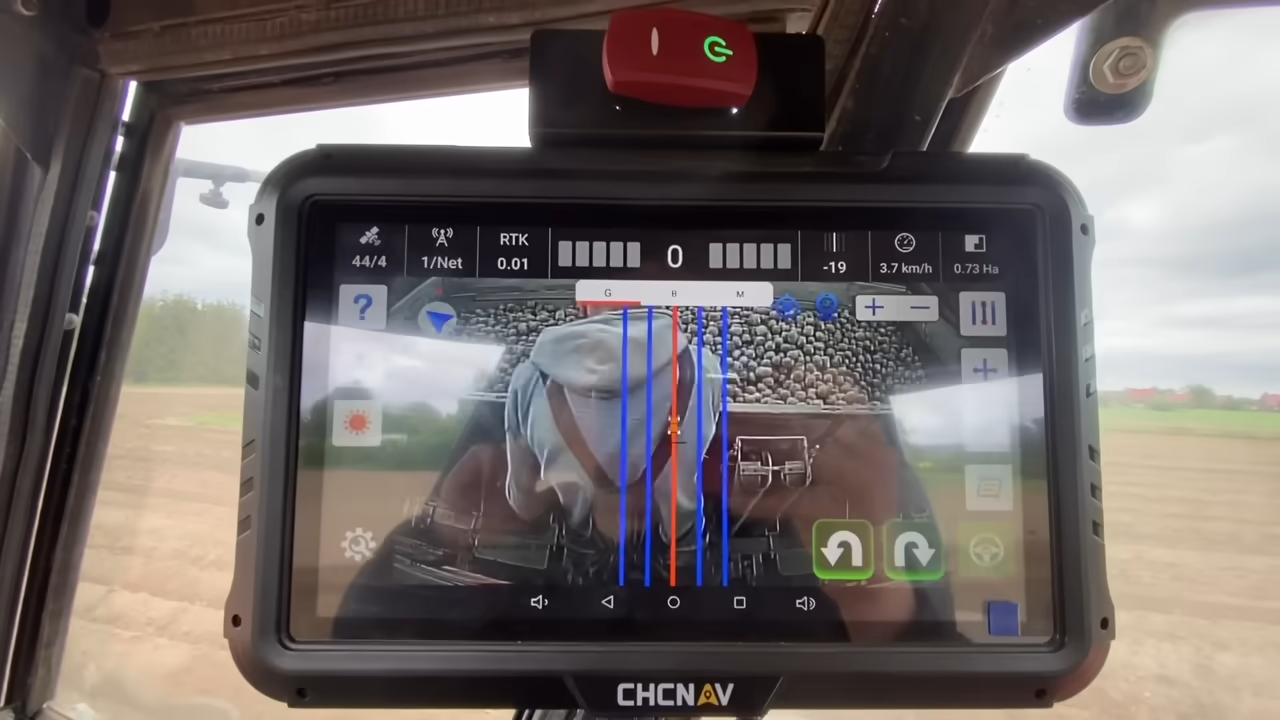 44/4
1/Net
RTK
0.01
0
-19
3.7 km/h
0.73 Ha
G B M
?
CHCNAV